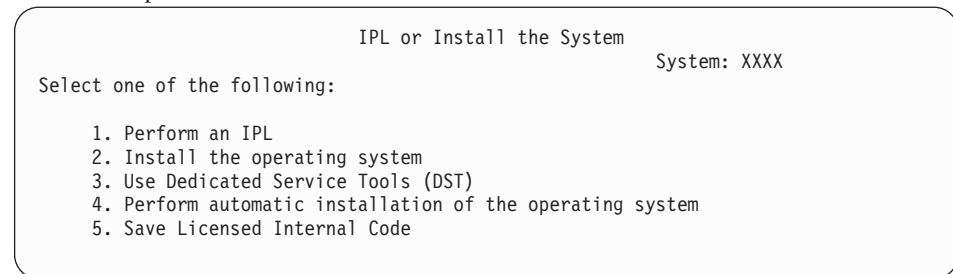 IPL or Install the System
System: XXXX
Select one of the following:
1. Perform an IPL
2. Install the operating system
3. Use Dedicated Service Tools (DST)
4. Perform automatic installation of the operating system
5. Save Licensed Internal Code